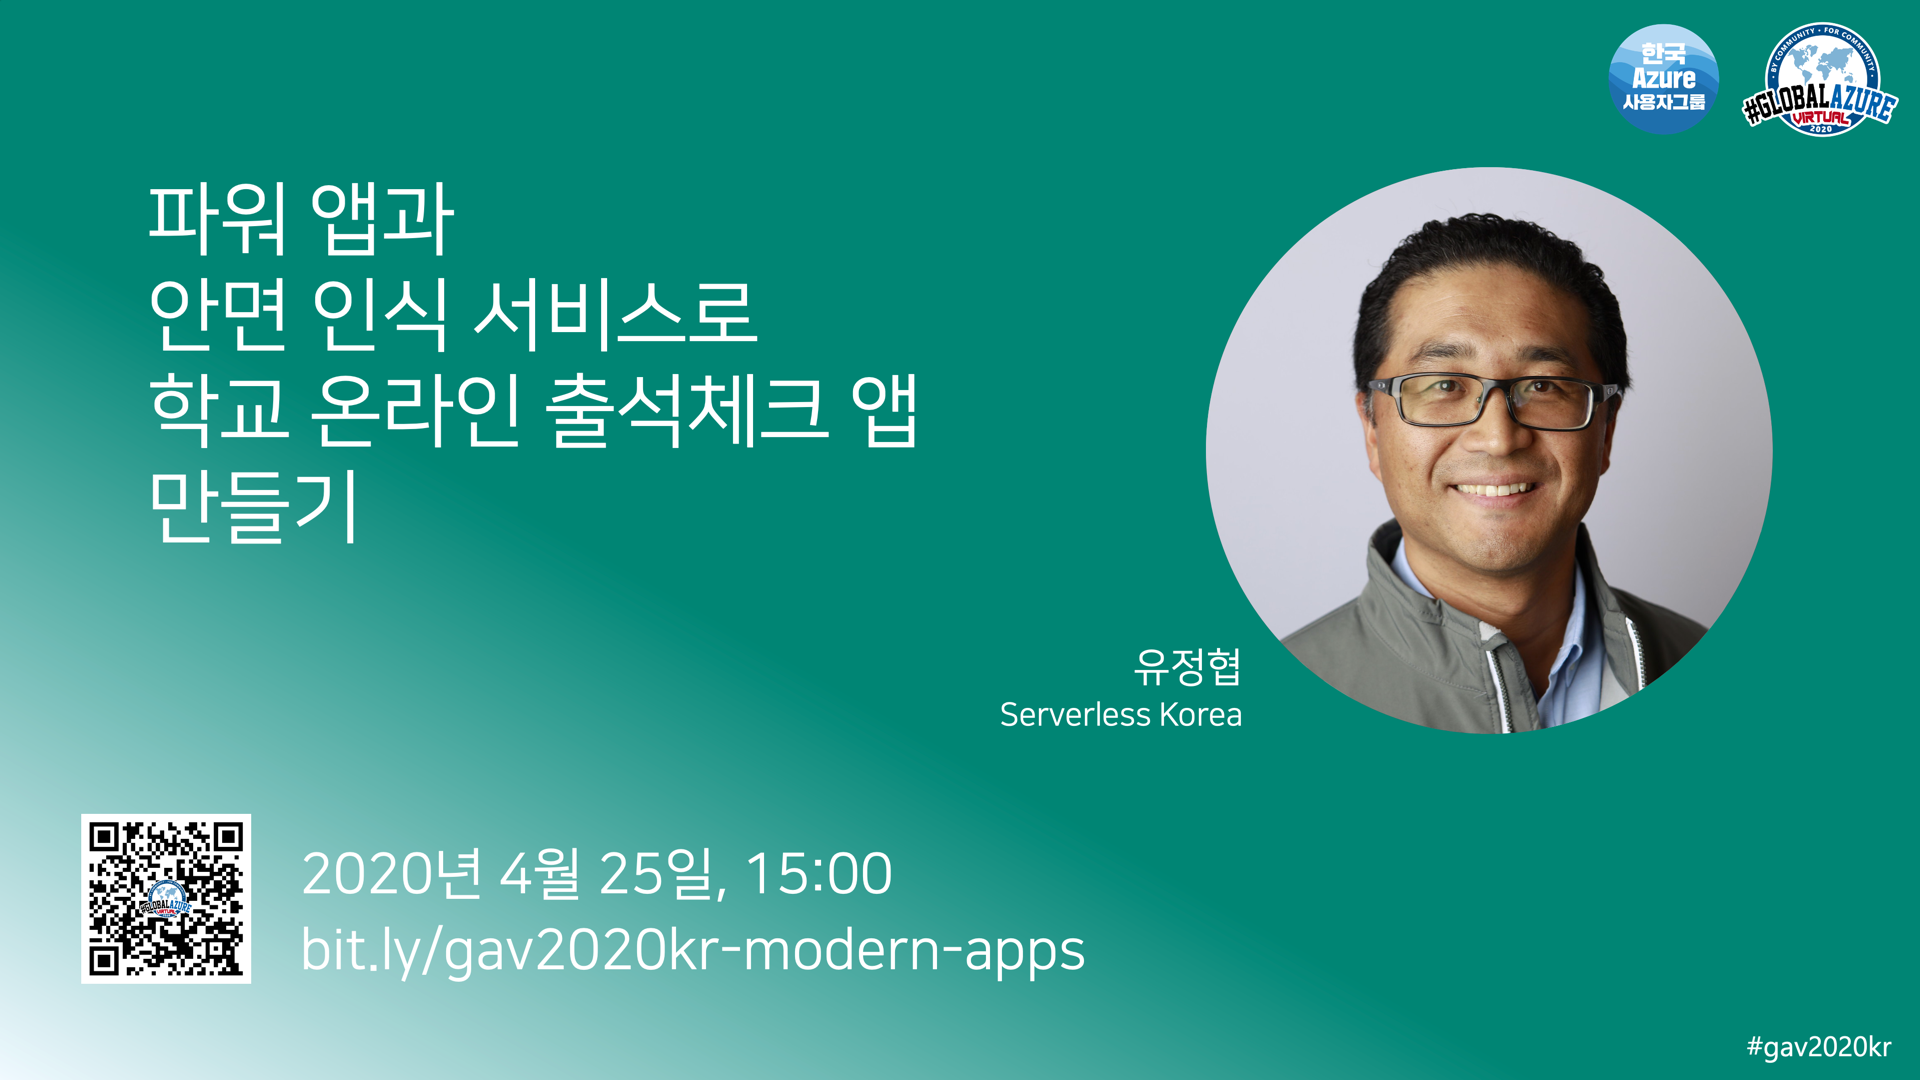 한국
Azure
사용자그룹
BY COMMUNITY • FOR COMMUNITY
#GLOBALAZURE
VIRTUAL
2020
파워 앱과
안면 인식 서비스로
학교 온라인 출석체크 앱
만들기
유정협
Serverless Korea
#GLOBALAZURE
VIRTUAL
2020년 4월 25일, 15:00
bit.ly/gav2020kr-modern-apps
#gav2020kr